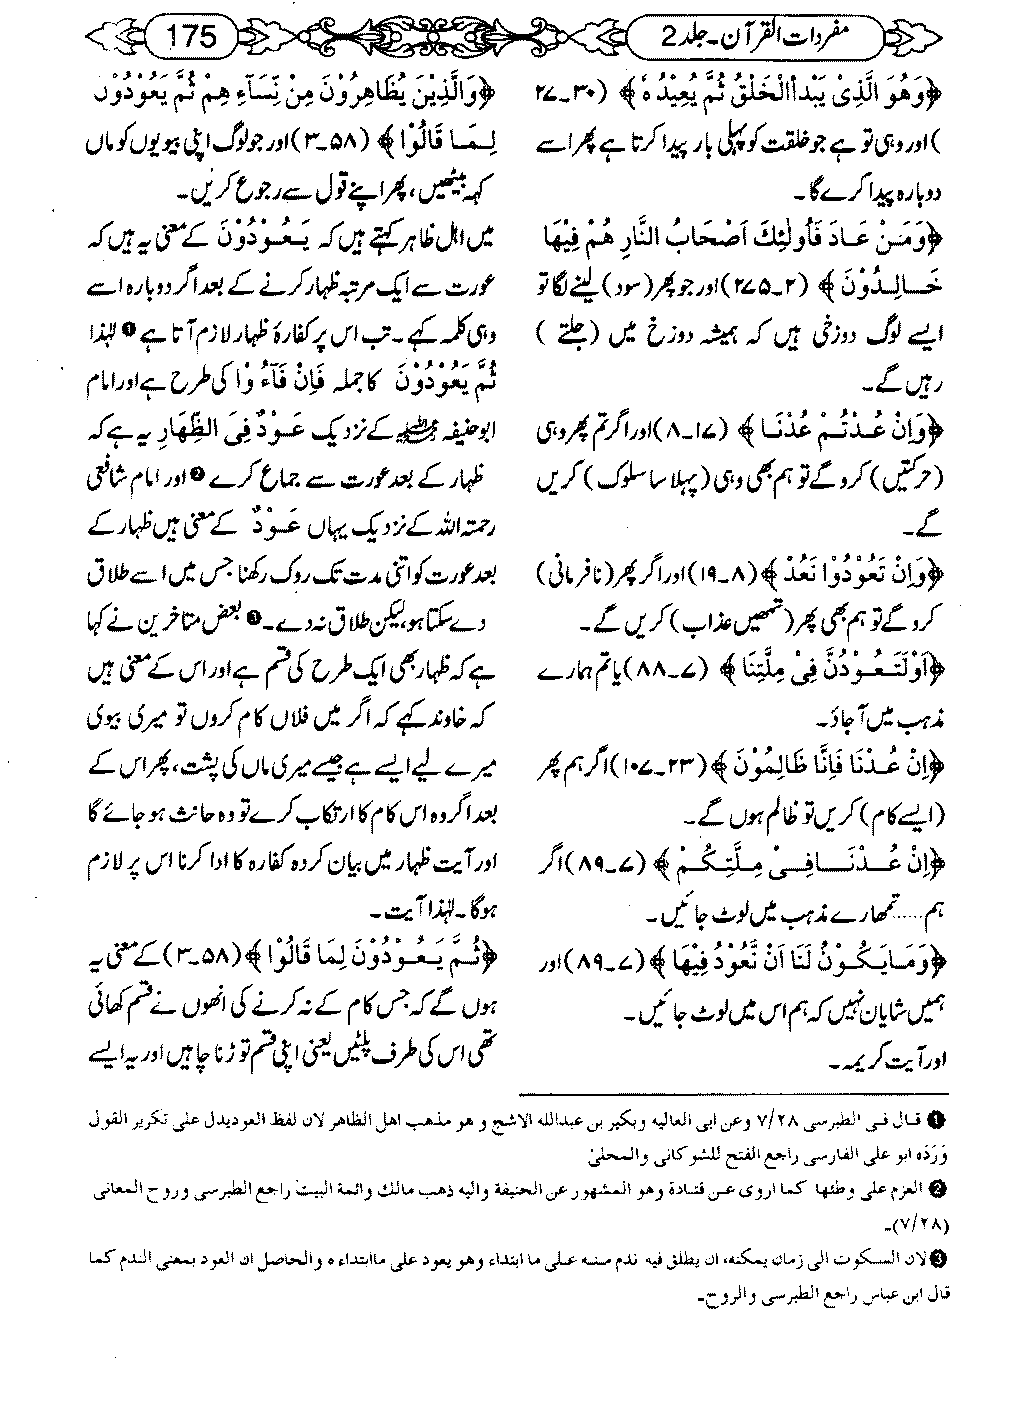 مفردات القرآن۔جلد 2
175
﴿وَهُوَ الَّذِیْ یَبْدَأُ الْخَلْقَ ثُمَّ یُعِیْدُهٗ﴾ (۳۰۔۲۷
) اور وہی تو ہے جو خلقت کو پہلی بار پیدا کرتا ہے پھر اسے
دوبارہ پیدا کرے گا۔
﴿وَمَنْ عَادَ فَاُولٰٓئِكَ اَصْحَابُ النَّارِ هُمْ فِیْهَا
خَالِدُوْنَ﴾ (۲۔۲۷۵) اور جو پھر (سود) لینے لگا تو
ایسے لوگ دوزخی ہیں کہ ہمیشہ دوزخ میں (جلتے)
رہیں گے۔
﴿وَاِنْ عُدْتُّمْ عُدْنَا﴾ (۱۷۔۸) اور اگر تم پھر وہی
(حرکتیں) کرو گے تو ہم بھی وہی (پہلا سا سلوک) کریں
گے۔
﴿وَاِنْ تَعُوْدُوْا نَعُدْ﴾ (۸۔۱۹) اور اگر پھر (نافرمانی)
کرو گے تو ہم بھی پھر (تمھیں عذاب) کریں گے۔
﴿اَوْلَتَعُوْدُنَّ فِیْ مِلَّتِنَا﴾ (۷۔۸۸) یا تم ہمارے
مذہب میں آجاؤ۔
﴿اِنْ عُدْنَا فَاِنَّا ظَالِمُوْنَ﴾ (۲۳۔۱۰۷) اگر ہم پھر
(ایسے کام) کریں تو ظالم ہوں گے۔
﴿اِنْ عُدْنَا فِیْ مِلَّتِكُمْ﴾ (۷۔۸۹) اگر
ہم ..... تمھارے مذہب میں لوٹ جائیں۔
﴿وَمَا یَكُوْنُ لَنَا اَنْ نَّعُوْدَ فِیْهَا﴾ (۷۔۸۹) اور
ہمیں شایان نہیں کہ ہم اس میں لوٹ جائیں۔
اور آیت کریمہ۔
﴿وَالَّذِیْنَ یُظَاهِرُوْنَ مِنْ نِّسَآءِ هِمْ ثُمَّ یَعُوْدُوْنَ
لِمَا قَالُوْا﴾ (۵۸۔۳) اور جو لوگ اپنی بیویوں کو ماں
کہہ بیٹھیں، پھر اپنے قول سے رجوع کرلیں۔
میں اہل ظاہر کہتے ہیں کہ یَعُوْدُوْنَ کے معنی یہ ہیں کہ
عورت سے ایک مرتبہ ظہار کرنے کے بعد اگر دوبارہ اسے
وہی کلمہ کہے۔ تب اس پر کفارۂ ظہار لازم آتا ہے ❶ لہٰذا
ثُمَّ یَعُوْدُوْنَ کا جملہ فَاِنْ فَآءُ وْا کی طرح ہے اور امام
ابوحنیفہ رحمۃ اللہ علیہ کے نزدیک عَوْدٌ فِی الظِّهَارِ یہ ہے کہ
ظہار کے بعد عورت سے جماع کرے ❷ اور امام شافعی
رحمتہ اللہ کے نزدیک یہاں عَوْدٌ کے معنی ہیں ظہار کے
بعد عورت کو اتنی مدت تک روک رکھنا جس میں اسے طلاق
دے سکتا ہو، لیکن طلاق نہ دے۔ ❸ بعض متاخرین نے کہا
ہے کہ ظہار بھی ایک طرح کی قسم ہے اور اس کے معنی ہیں
کہ خاوند کہے کہ اگر میں فلاں کام کروں تو میری بیوی
میرے لیے ایسے ہے جیسے میری ماں کی پشت، پھر اس کے
بعد اگر وہ اس کام کا ارتکاب کرے تو وہ حانث ہو جائے گا
اور آیت ظہار میں بیان کردہ کفارہ کا ادا کرنا اس پر لازم
ہوگا۔ لہٰذا آیت۔
﴿ثُمَّ یَعُوْدُوْنَ لِمَا قَالُوْا﴾ (۵۸۔۳) کے معنی یہ
ہوں گے کہ جس کام کے نہ کرنے کی انھوں نے قسم کھائی
تھی اس کی طرف پلٹیں یعنی اپنی قسم توڑنا چاہیں اور یہ ایسے
❶ قال فی الطبرسی ۷/۲۸ وعن ابی العالیه وبکیر بن عبدالله الاشج و هو مذهب اهل الظاهر لان لفظ العودیدل علی تکریر القول
وَرَدّه ابو علی الفارسی راجع الفتح للشوکانی والمحلیٰ
❷ العزم علی وطئها کما اروی عن قتادة وهو المشهور عن الحنیفة والیه ذهب مالك وائمة البیت راجع الطبرسی وروح المعانی
(۷/۲۸)۔
❸ لان السکوت الی زمان یمکنه، ان یطلق فیه ندم منه علی ما ابتداء وهو یعود علی ماابتداء ه والحاصل ان العود بمعنی الندم کما
قال ابن عباس راجع الطبرسی والروح۔